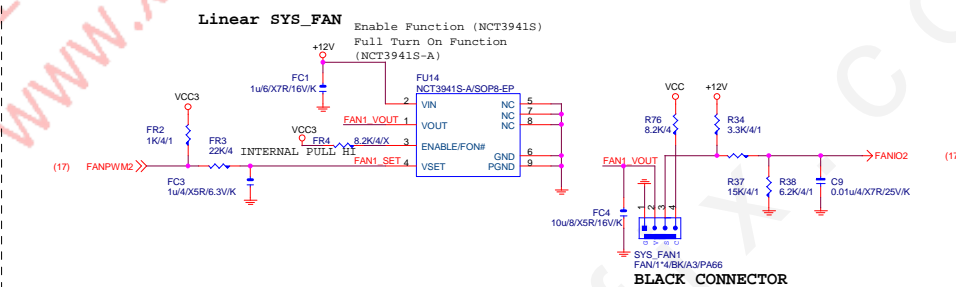 Linear SYS_FAN
Enable Function (NCT3941S)
Full Turn On Function
(NCT3941S-A)
+12V
FC1
1u/6/X7R/16V/K
FU14
NCT3941S-A/SOP8-EP
2 VIN
NC 5
NC 7
NC 8
FAN1_VOUT 1 VOUT
VCC3
FR4 8.2K/4/X 3 ENABLE/FON#
INTERNAL PULL HI
FAN1_SET 4 VSET
GND 6
PGND 9
VCC3
FR2
1K/4/1
FR3
22K/4
(17) FANPWM2
FC3
1u/4/X5R/6.3V/K
VCC
+12V
R76
8.2K/4
R34
3.3K/4/1
FAN1_VOUT
FANIO2
(17
R37
15K/4/1
R38
6.2K/4/1
C9
0.01u/4/X7R/25V/K
FC4
10u/8/X5R/16V/K
1 2 3 4
G V S C
SYS_FAN1
FAN/1*4/BK/A3/PA66
BLACK CONNECTOR
www.